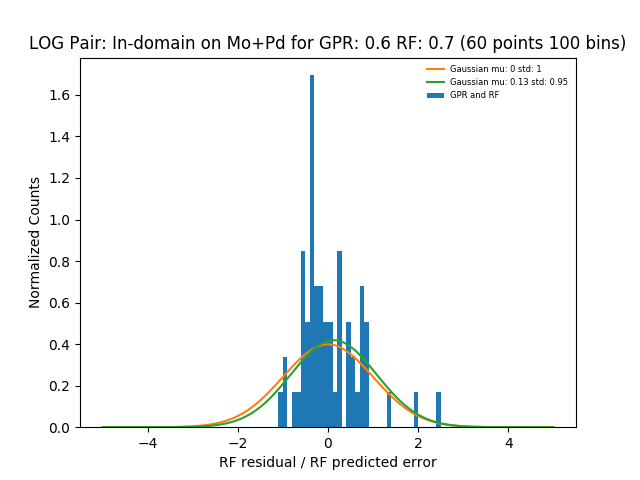 LOG Pair: In-domain on Mo+Pd for GPR: 0.6 RF: 0.7 (60 points 100 bins)
Gaussian mu: 0 std: 1
Gaussian mu: 0.13 std: 0.95
GPR and RF
Normalized Counts
1.6
1.4
1.2
1.0
0.8
0.6
0.4
0.2
0.0
−4
−2
0
2
4
RF residual / RF predicted error